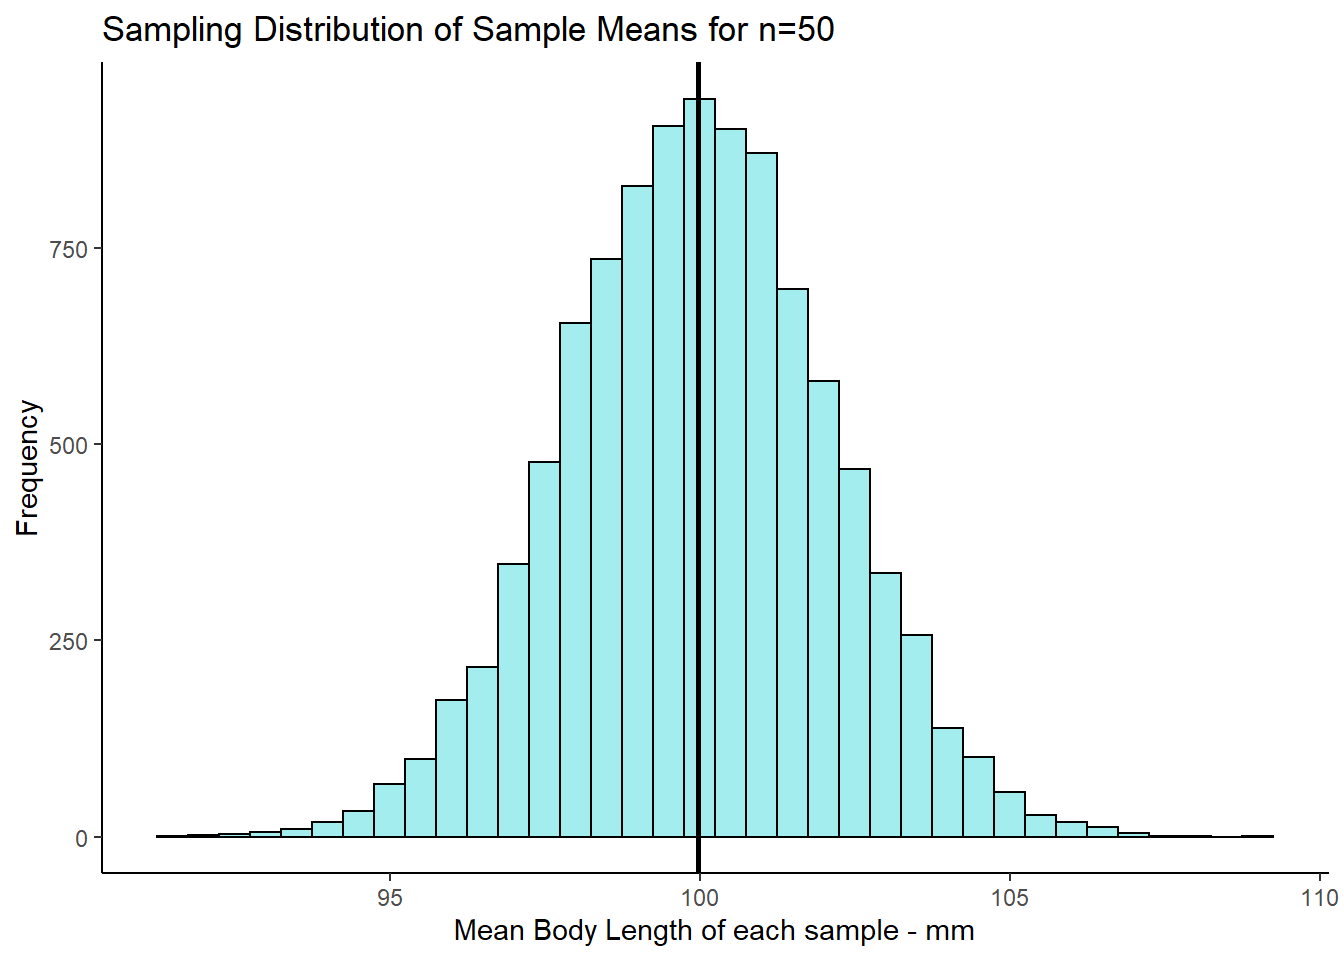 Sampling Distribution of Sample Means for n=50
Frequency
750
500
250
0
95 100 105 110
Mean Body Length of each sample - mm